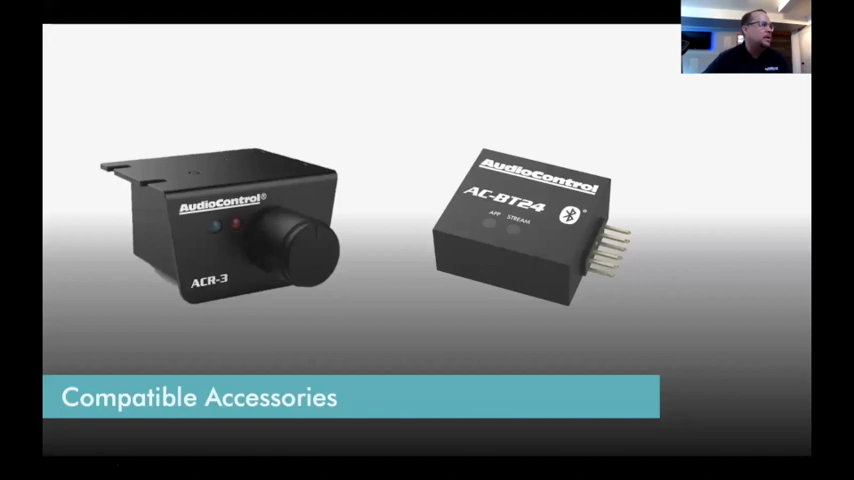 AudioControl®
ACR-3
AudioControl
AC-BT24
APP STREAM
Compatible Accessories